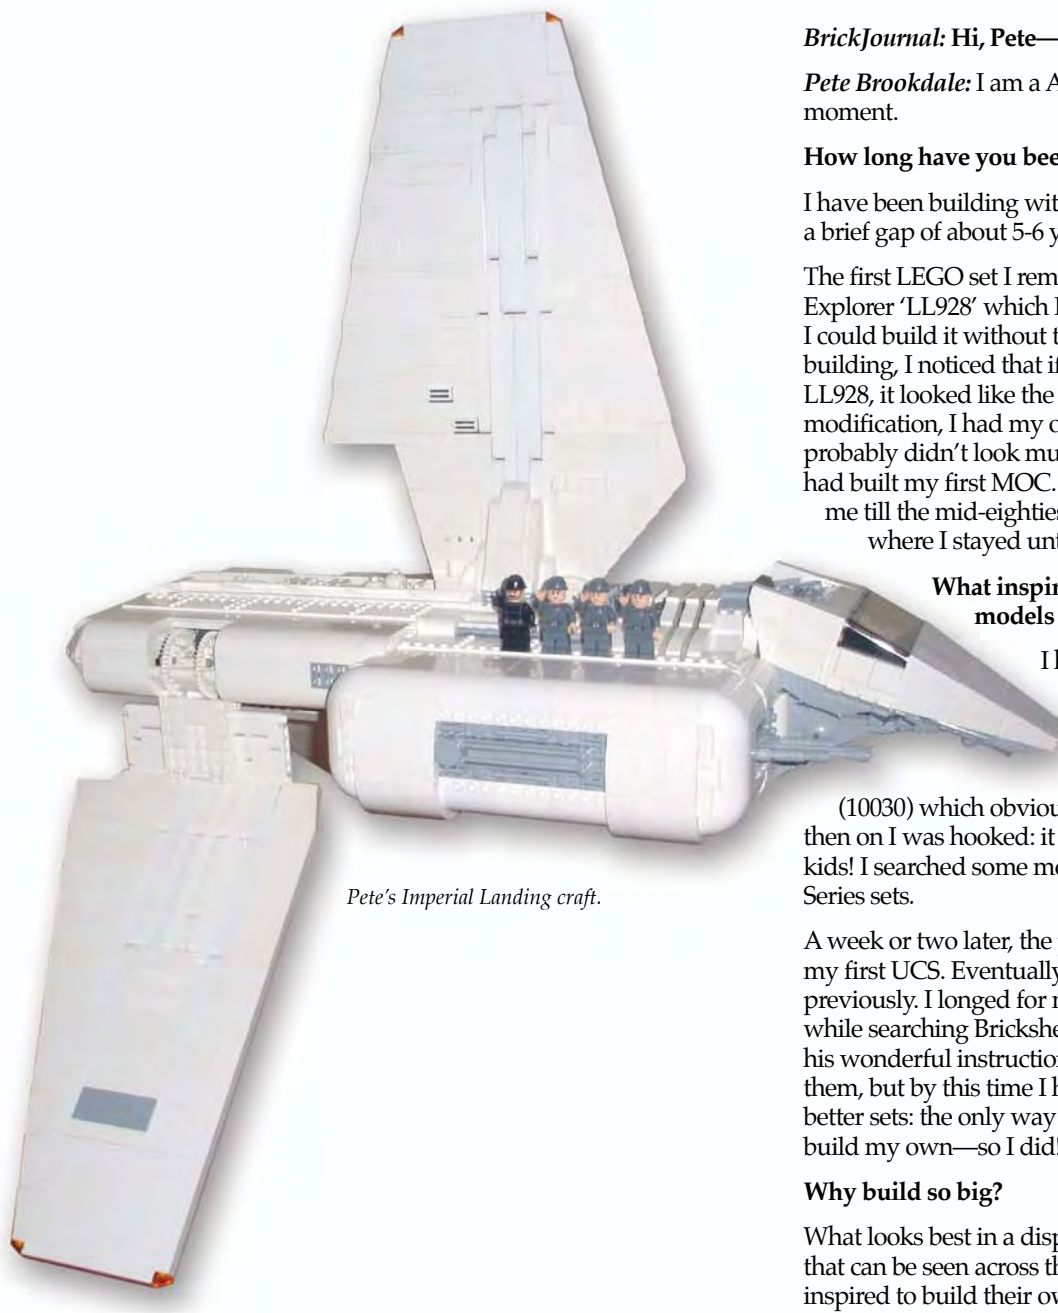 BrickJournal: Hi, Pete—
Pete Brookdale: I am a A
moment.
How long have you bee
I have been building wit
a brief gap of about 5-6 y
The first LEGO set I rem
Explorer ‘LL928’ which I
I could build it without t
building, I noticed that if
LL928, it looked like the
modification, I had my o
probably didn’t look mu
had built my first MOC.
me till the mid-eighties
where I stayed unt
What inspir
models
I h
(10030) which obviou
then on I was hooked: it
kids! I searched some mo
Series sets.
A week or two later, the
my first UCS. Eventually
previously. I longed for m
while searching Brickshe
his wonderful instruction
them, but by this time I h
better sets: the only way
build my own—so I did!
Why build so big?
What looks best in a disp
that can be seen across th
inspired to build their ow
Pete’s Imperial Landing craft.